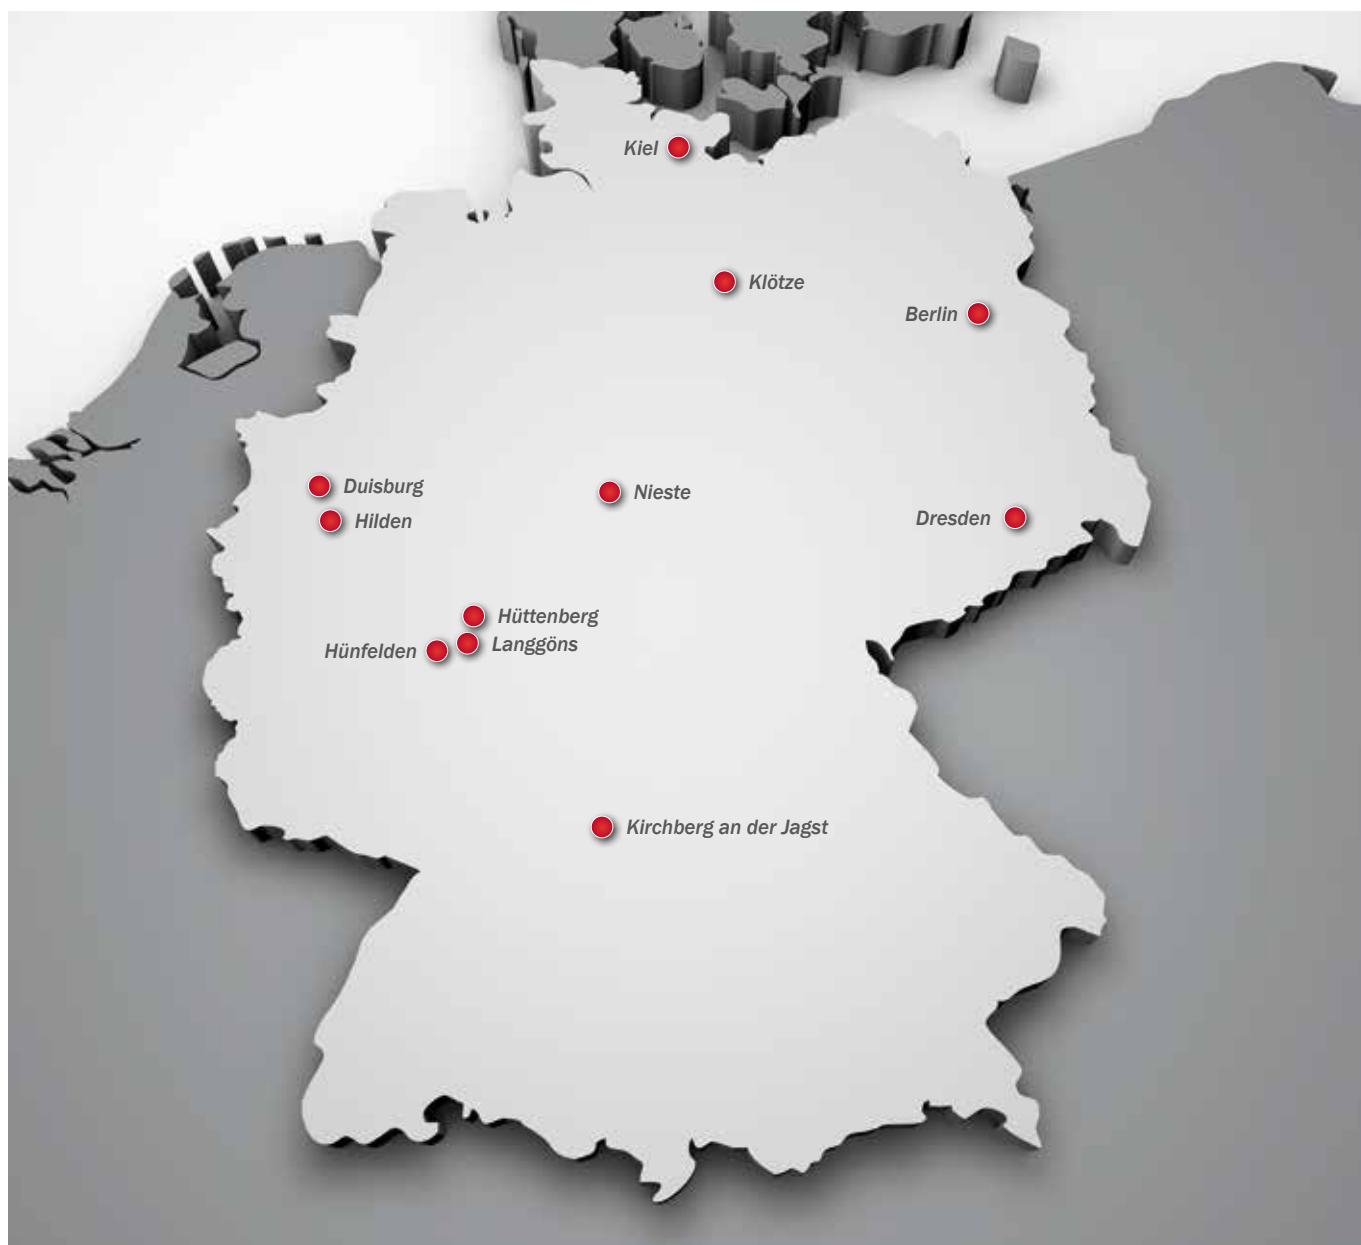 Kiel
Klötze
Berlin
Duisburg
Nieste
Hilden
Dresden
Hüttenberg
Langgöns
Hünfelden
Kirchberg an der Jagst